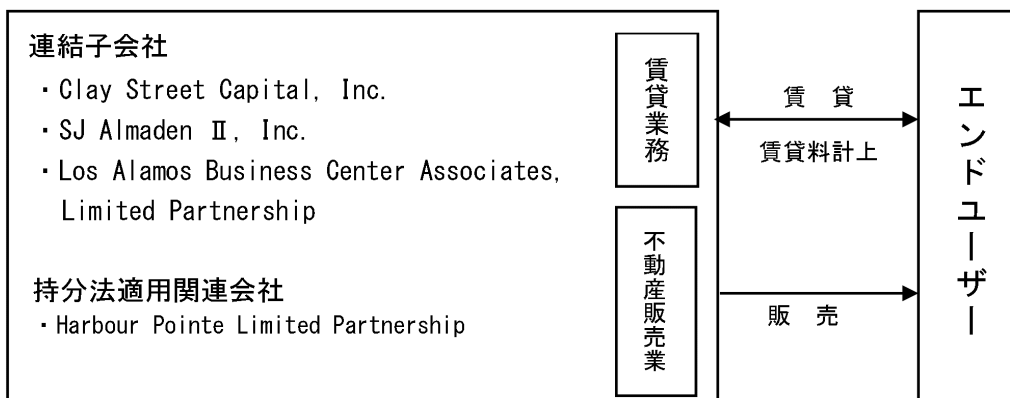 連結子会社
・Clay Street Capital, Inc.
・SJ Almaden Ⅱ, Inc.
・Los Alamos Business Center Associates,
Limited Partnership
持分法適用関連会社
・Harbour Pointe Limited Partnership
賃貸業務
不動産販売業
賃　貸
賃貸料計上
販　売
エンドユーザー